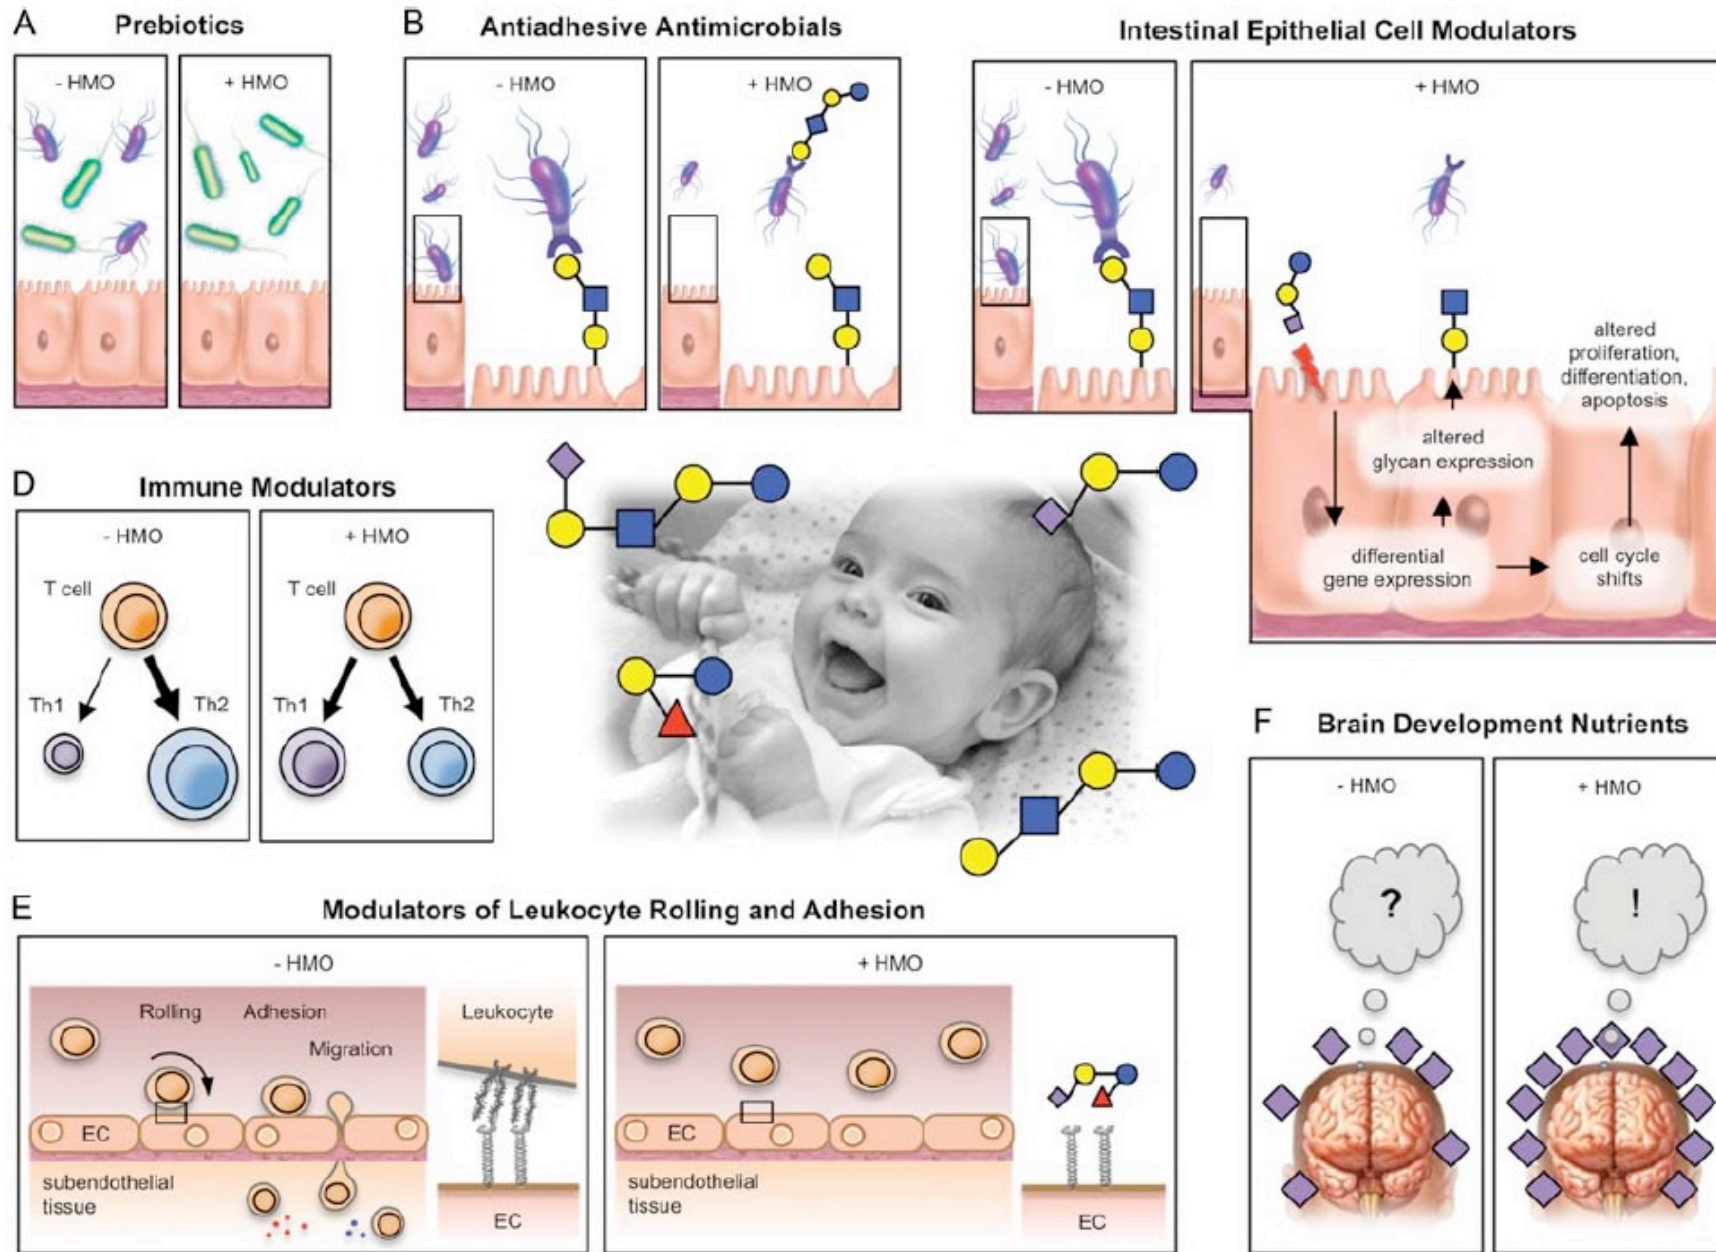 A
Prebiotics
- HMO
+ HMO
B
Antiadhesive Antimicrobials
- HMO
+ HMO
Intestinal Epithelial Cell Modulators
- HMO
+ HMO
altered
proliferation,
differentiation,
apoptosis
altered
glycan expression
differential
gene expression
cell cycle
shifts
D
Immune Modulators
- HMO
T cell
Th1
Th2
+ HMO
T cell
Th1
Th2
E
Modulators of Leukocyte Rolling and Adhesion
- HMO
Rolling
Adhesion
Migration
EC
subendothelial
tissue
Leukocyte
EC
+ HMO
EC
subendothelial
tissue
EC
F
Brain Development Nutrients
- HMO
?
+ HMO
!